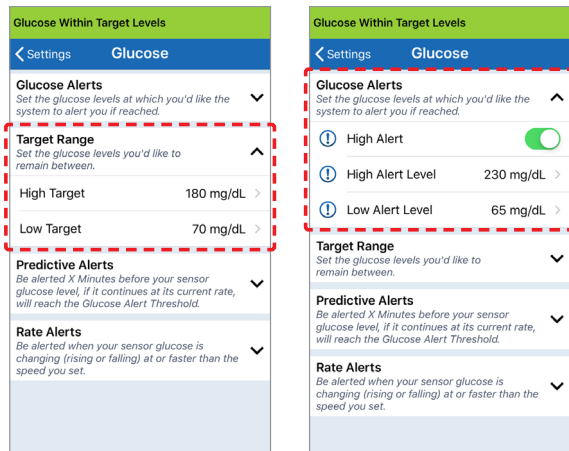 Glucose Within Target Levels
Settings Glucose
Glucose Alerts
Set the glucose levels at which you'd like the
system to alert you if reached.
Target Range
Set the glucose levels you'd like to
remain between.
High Target 180 mg/dL
Low Target 70 mg/dL
Predictive Alerts
Be alerted X Minutes before your sensor
glucose level, if it continues at its current rate,
will reach the Glucose Alert Threshold.
Rate Alerts
Be alerted when your sensor glucose is
changing (rising or falling) at or faster than the
speed you set.
Glucose Within Target Levels
Settings Glucose
Glucose Alerts
Set the glucose levels at which you'd like the
system to alert you if reached.
High Alert
High Alert Level 230 mg/dL
Low Alert Level 65 mg/dL
Target Range
Set the glucose levels you'd like to
remain between.
Predictive Alerts
Be alerted X Minutes before your sensor
glucose level, if it continues at its current rate,
will reach the Glucose Alert Threshold.
Rate Alerts
Be alerted when your sensor glucose is
changing (rising or falling) at or faster than the
speed you set.